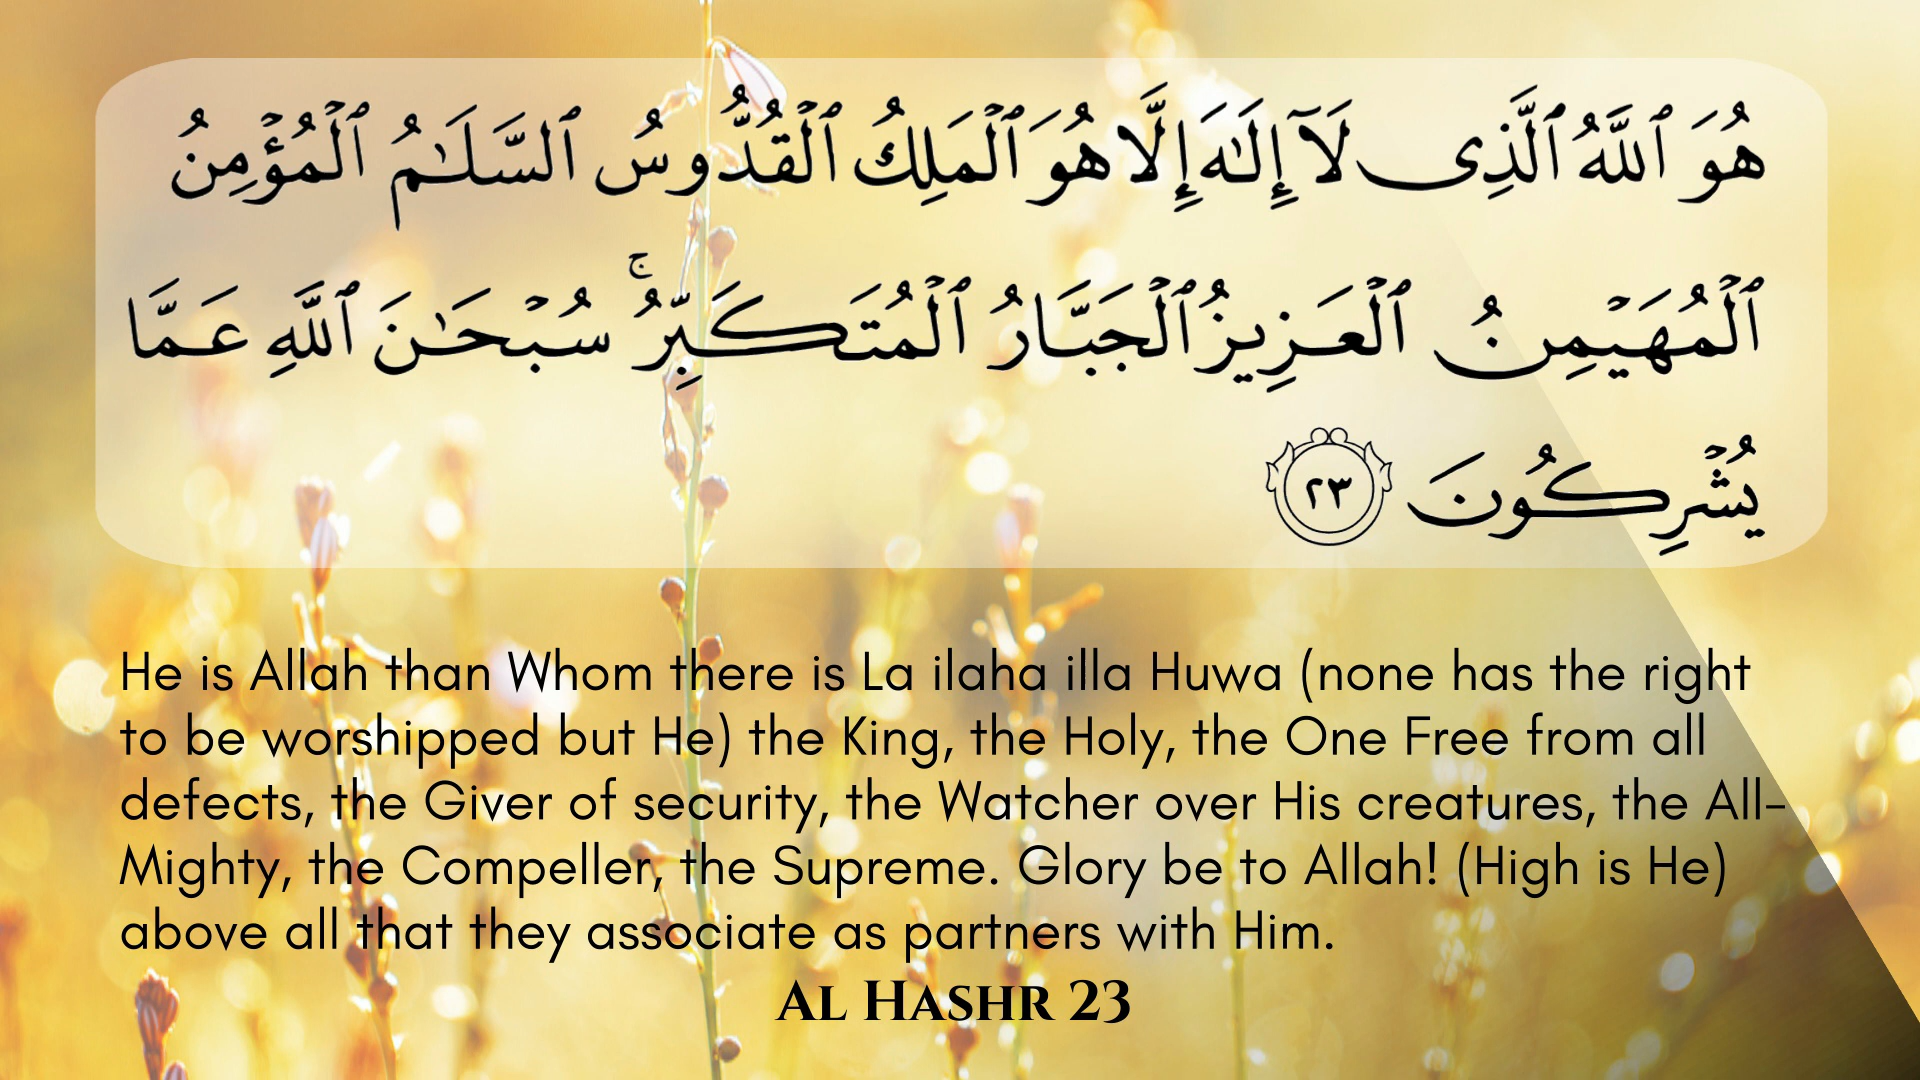 هُوَ ٱللَّهُ ٱلَّذِى لَآ إِلَـٰهَ إِلَّا هُوَ ٱلْمَلِكُ ٱلْقُدُّوسُ ٱلسَّلَـٰمُ ٱلْمُؤْمِنُ
ٱلْمُهَيْمِنُ ٱلْعَزِيزُ ٱلْجَبَّارُ ٱلْمُتَكَبِّرُ ۚ سُبْحَـٰنَ ٱللَّهِ عَمَّا
يُشْرِكُونَ ٢٣
He is Allah than Whom there is La ilaha illa Huwa (none has the right
to be worshipped but He) the King, the Holy, the One Free from all
defects, the Giver of security, the Watcher over His creatures, the All-
Mighty, the Compeller, the Supreme. Glory be to Allah! (High is He)
above all that they associate as partners with Him.
AL HASHR 23